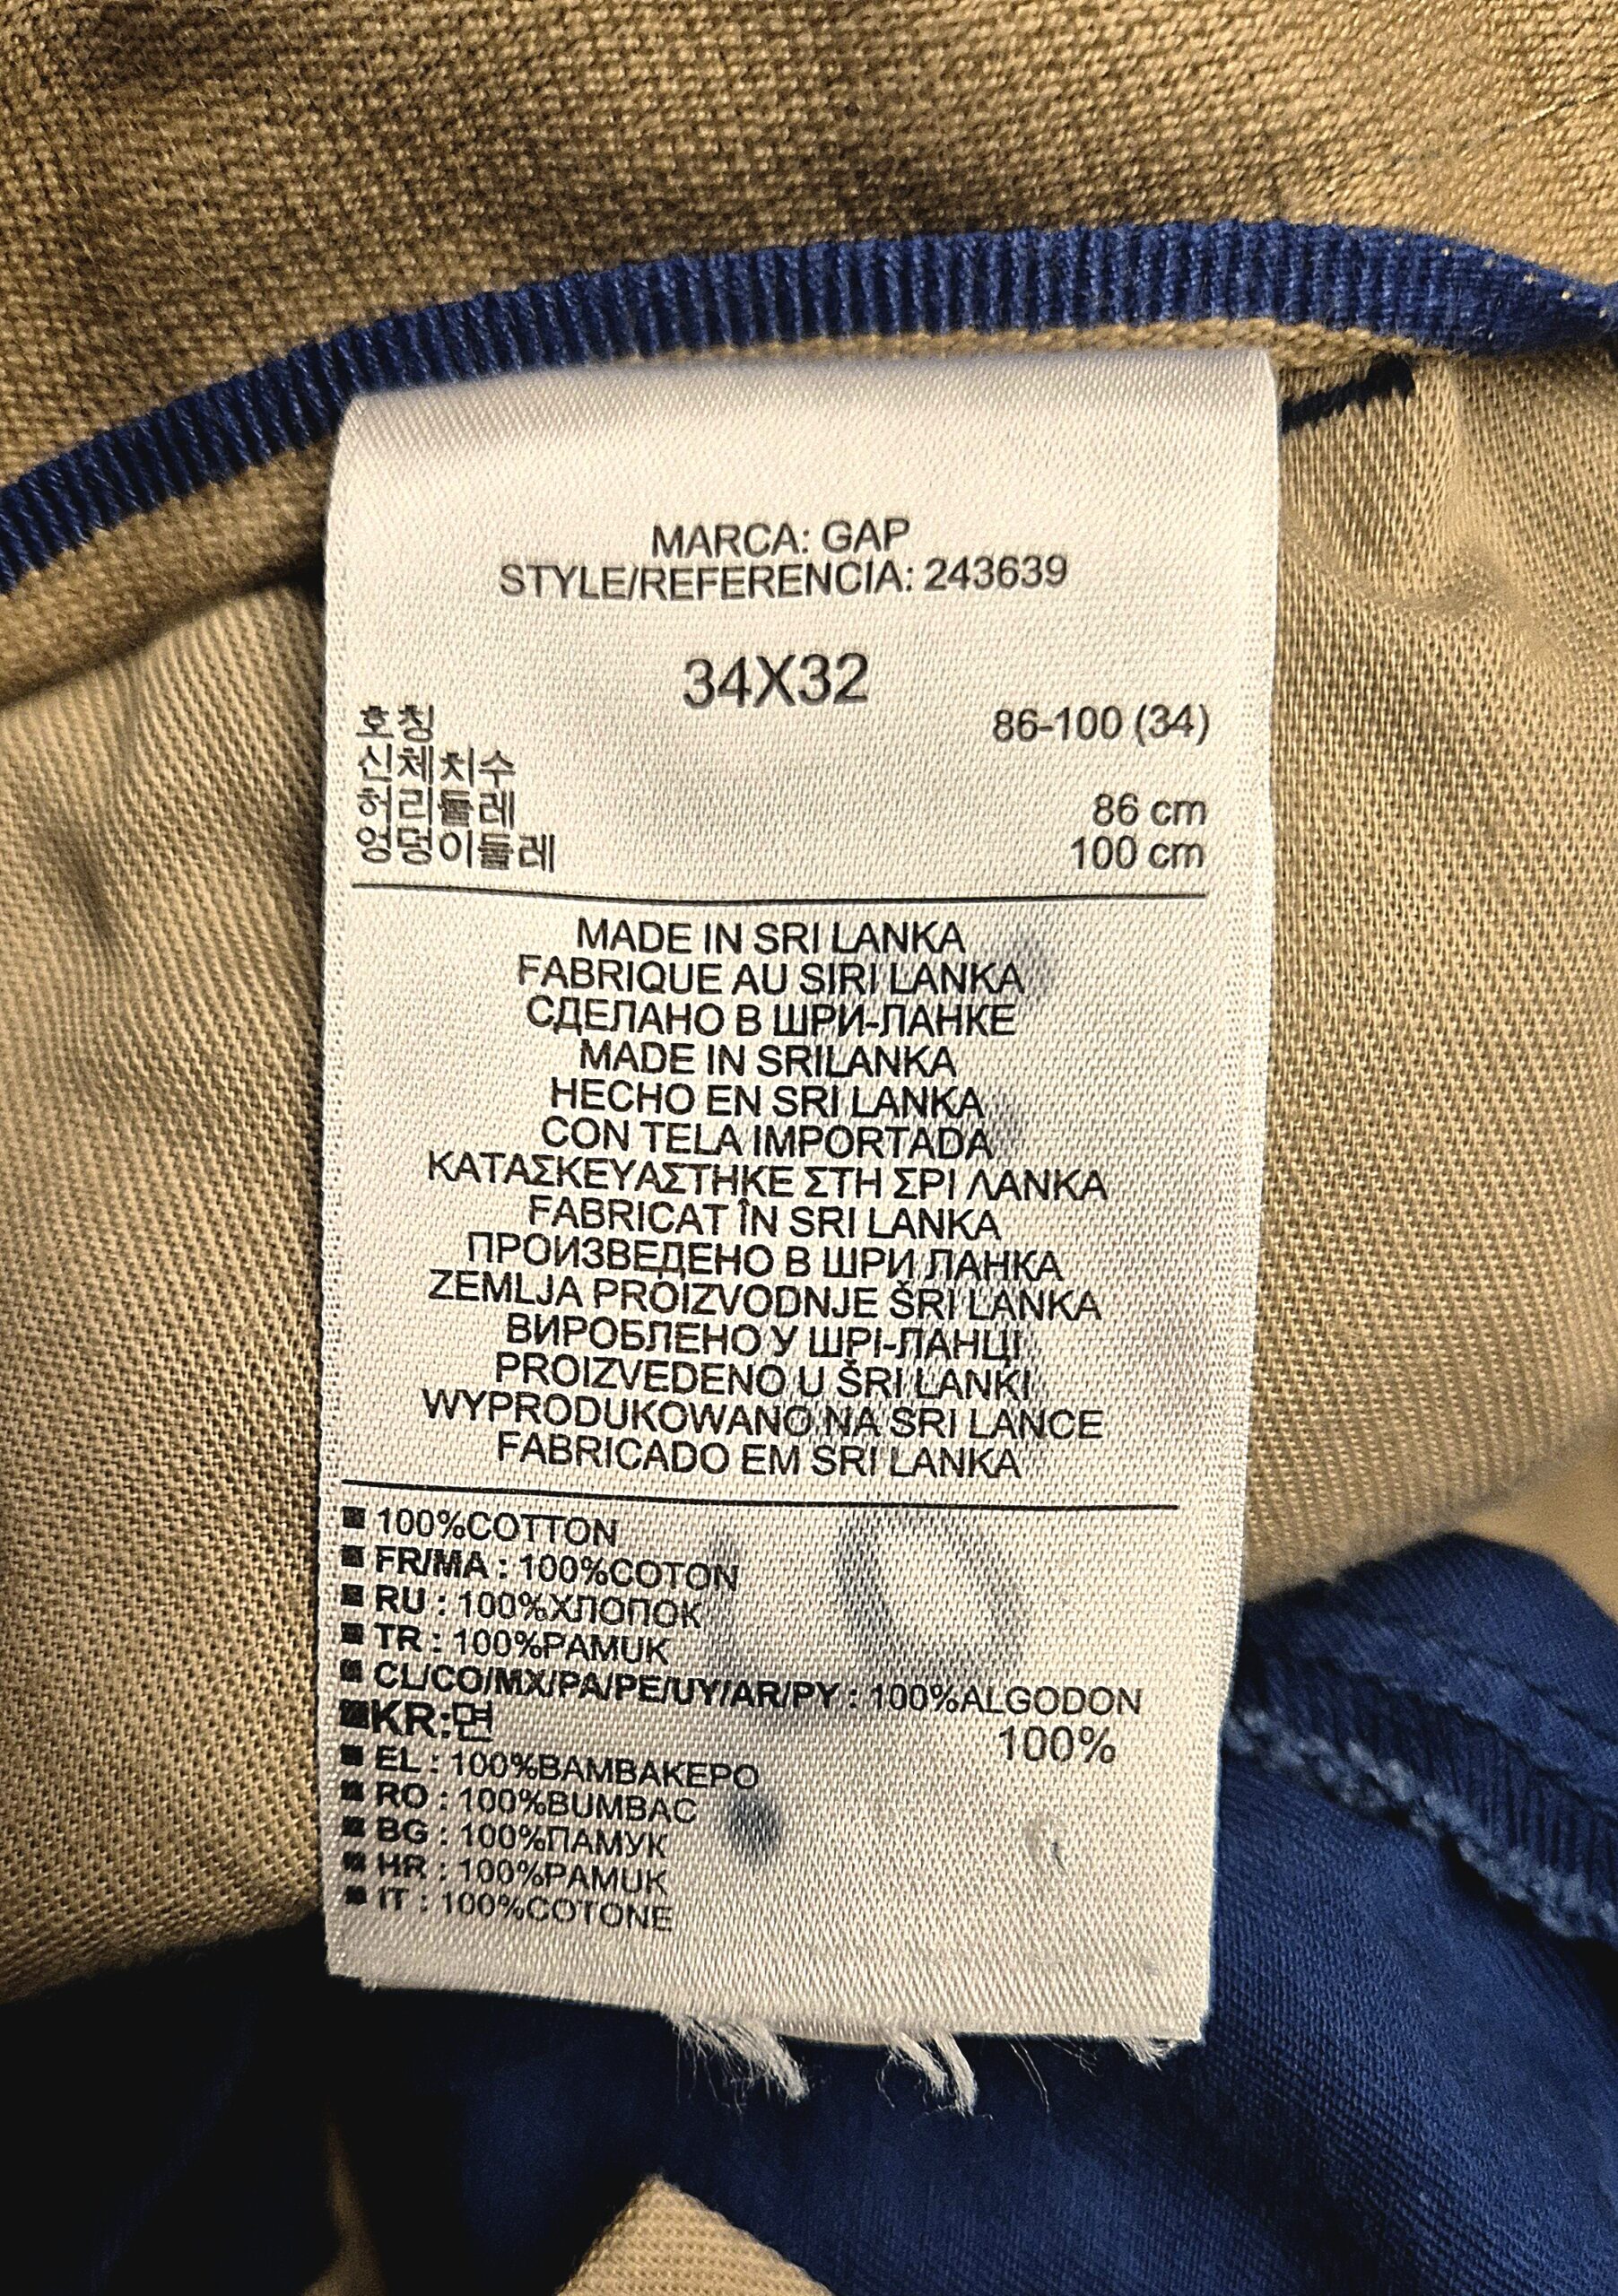 MARCA: GAP
STYLE/REFERENCIA: 243639
34X32
호칭 86-100 (34)
신체치수
허리둘레 86 cm
엉덩이둘레 100 cm
MADE IN SRI LANKA
FABRIQUE AU SIRI LANKA
СДЕЛАНО В ШРИ-ЛАНКЕ
MADE IN SRILANKA
HECHO EN SRI LANKA
CON TELA IMPORTADA
ΚΑΤΑΣΚΕΥΑΣΤΗΚΕ ΣΤΗ ΣΡΙ ΛΑΝΚΑ
FABRICAT ÎN SRI LANKA
ПРОИЗВЕДЕНО В ШРИ ЛАНКА
ZEMLJA PROIZVODNJE ŠRI LANKA
ВИРОБЛЕНО У ШРІ-ЛАНЦІ
PROIZVEDENO U ŠRI LANKI
WYPRODUKOWANO NA SRI LANCE
FABRICADO EM SRI LANKA
■ 100%COTTON
■ FR/MA : 100%COTON
■ RU : 100%ХЛОПОК
■ TR : 100%PAMUK
■ CL/CO/MX/PA/PE/UY/AR/PY : 100%ALGODON
■KR:면 100%
■ EL : 100%ΒΑΜΒΑΚΕΡΟ
■ RO : 100%BUMBAC
■ BG : 100%ПАМУК
■ HR : 100%PAMUK
■ IT : 100%COTONE